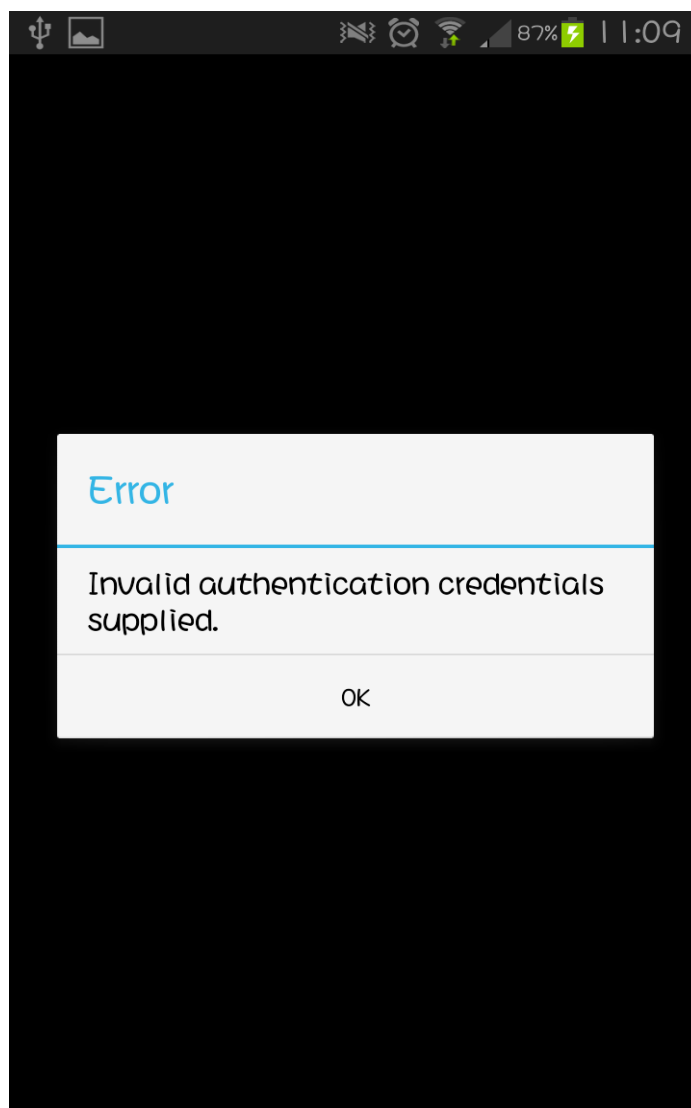 87% 11:09
Error
Invalid authentication credentials
supplied.
OK